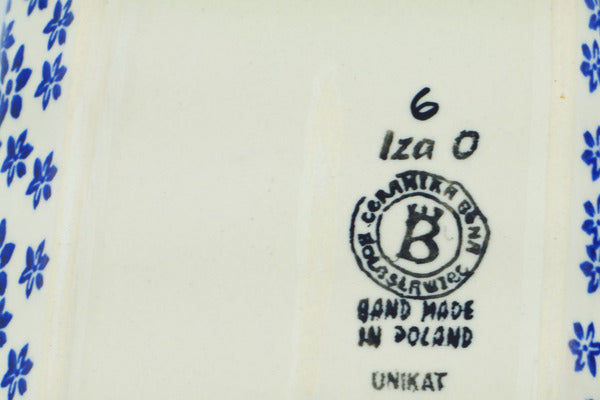 6
Iza O
CERAMIKA BONA
BOLESŁAWIEC
B
HAND MADE
IN POLAND
UNIKAT